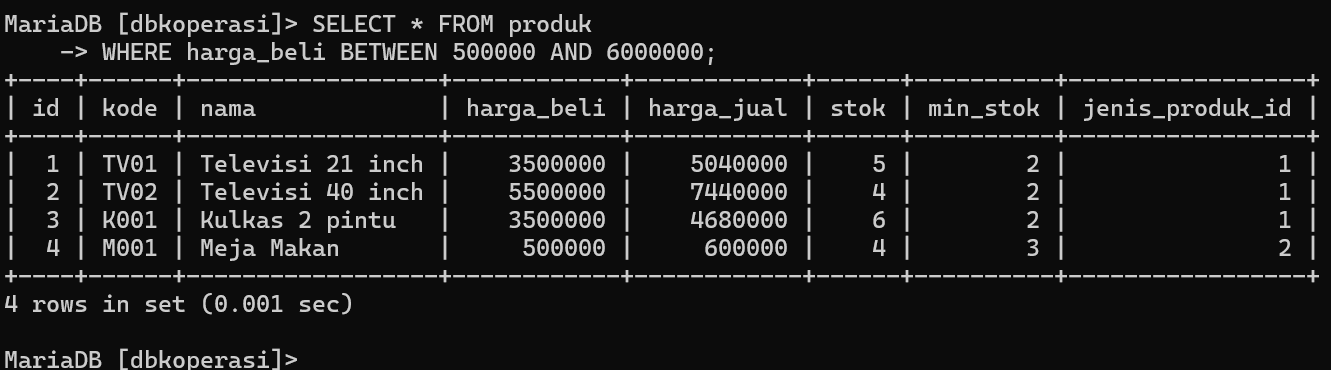 MariaDB [dbkoperasi]> SELECT * FROM produk
    -> WHERE harga_beli BETWEEN 500000 AND 6000000;
+----+------+------------------+------------+------------+------+----------+-----------------+
| id | kode | nama             | harga_beli | harga_jual | stok | min_stok | jenis_produk_id |
+----+------+------------------+------------+------------+------+----------+-----------------+
|  1 | TV01 | Televisi 21 inch |    3500000 |    5040000 |    5 |        2 |               1 |
|  2 | TV02 | Televisi 40 inch |    5500000 |    7440000 |    4 |        2 |               1 |
|  3 | K001 | Kulkas 2 pintu   |    3500000 |    4680000 |    6 |        2 |               1 |
|  4 | M001 | Meja Makan       |     500000 |     600000 |    4 |        3 |               2 |
+----+------+------------------+------------+------------+------+----------+-----------------+
4 rows in set (0.001 sec)

MariaDB [dbkoperasi]>